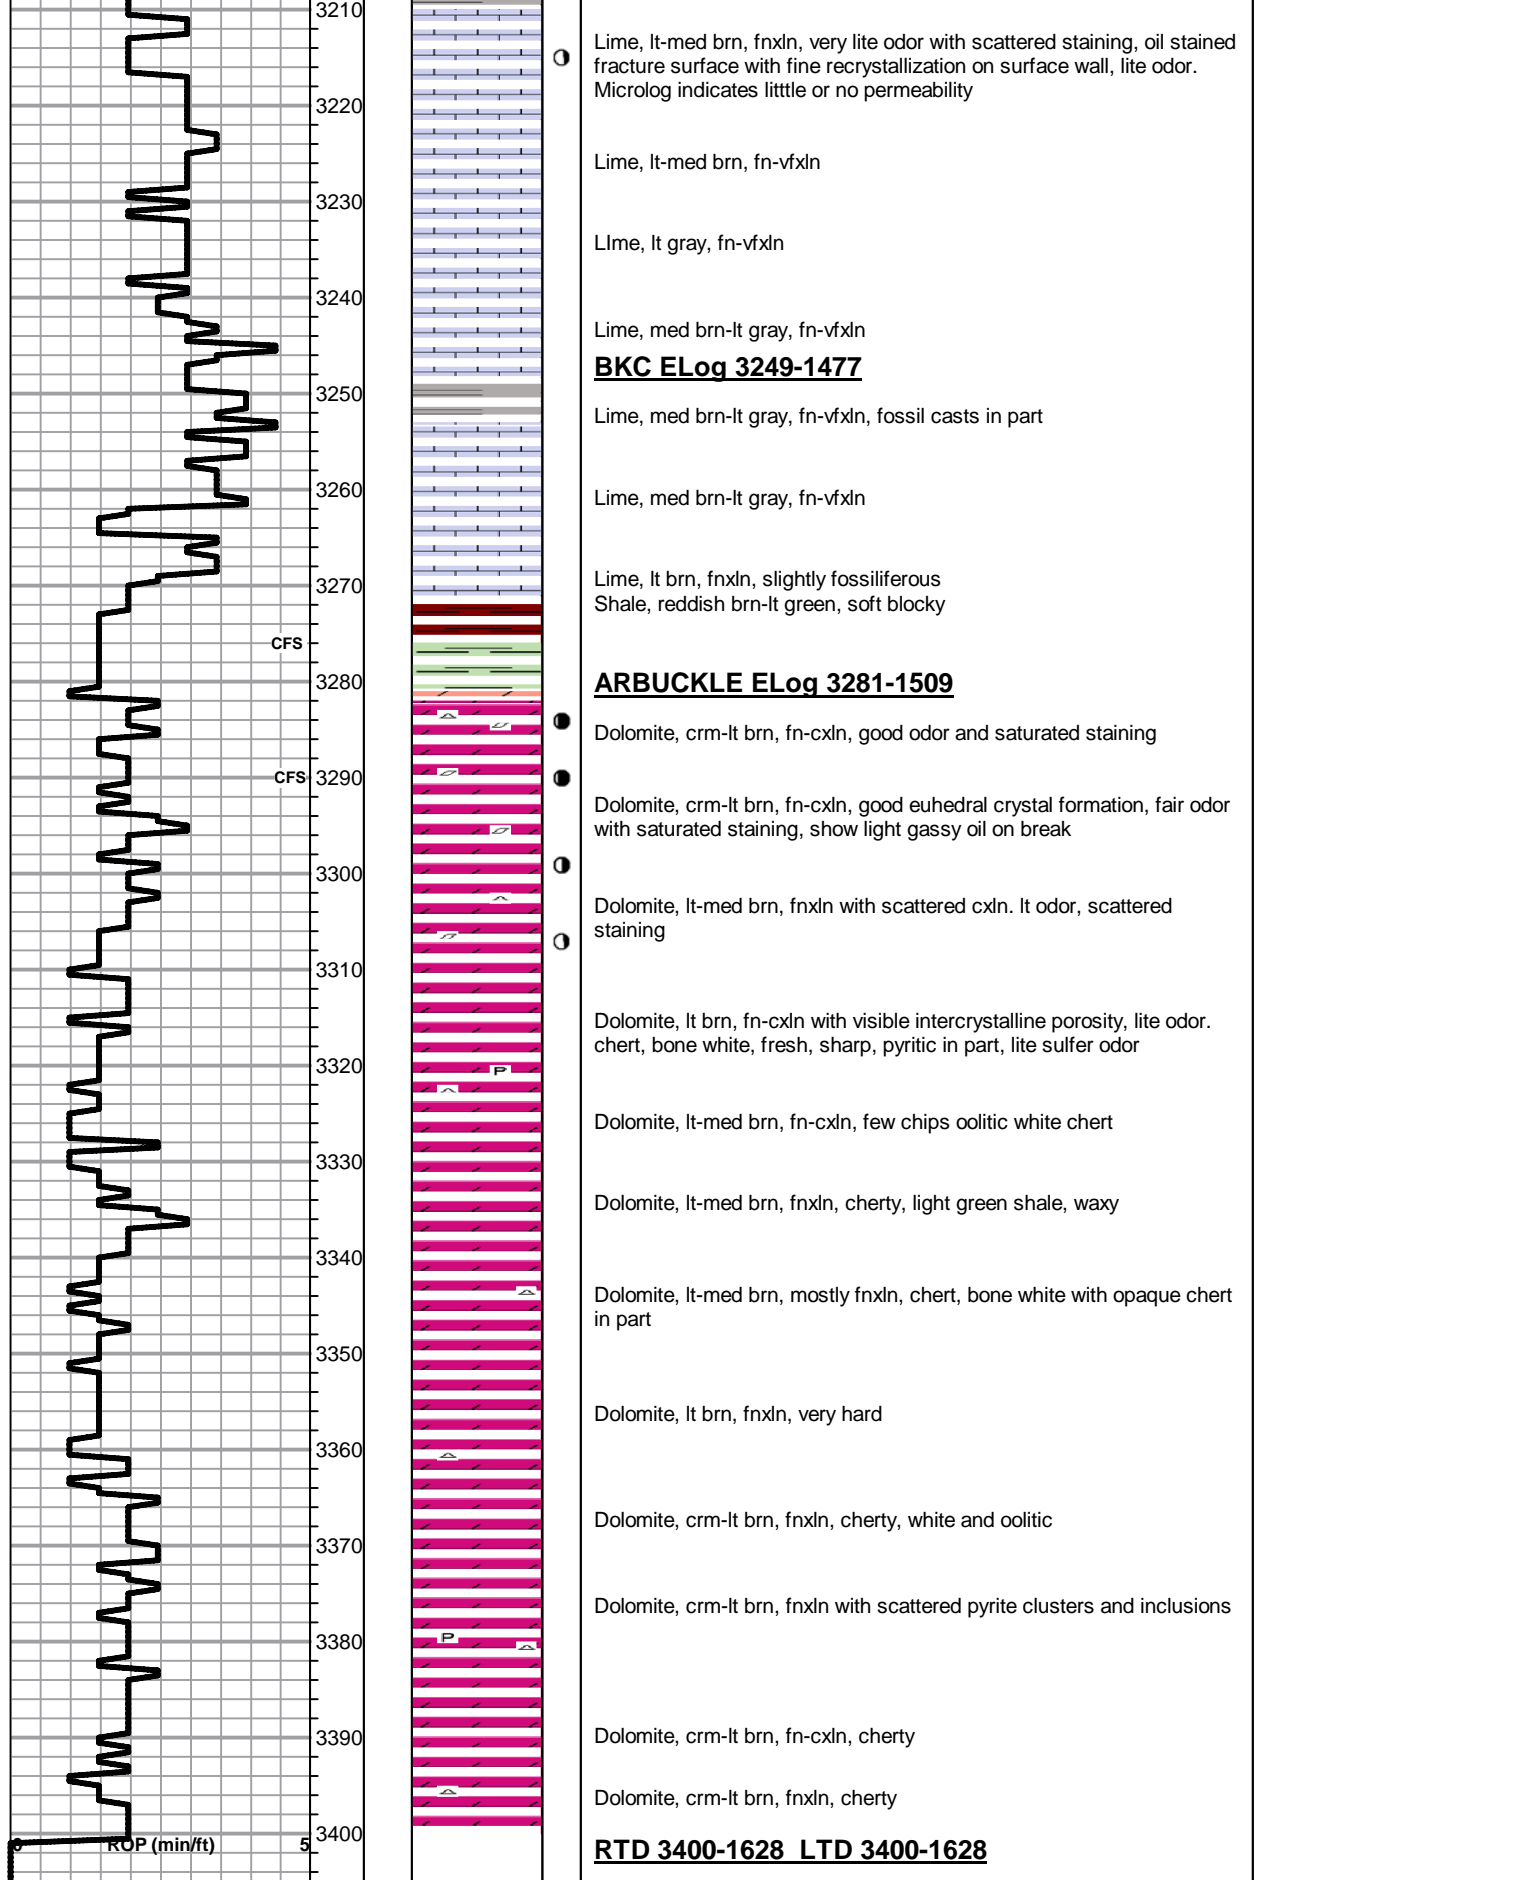 3210
Lime, lt-med brn, fnxln, very lite odor with scattered staining, oil stained
fracture surface with fine recrystallization on surface wall, lite odor.
Microlog indicates litttle or no permeability
3220
Lime, lt-med brn, fn-vfxln
3230
LIme, lt gray, fn-vfxln
3240
Lime, med brn-lt gray, fn-vfxln
BKC ELog 3249-1477
3250
Lime, med brn-lt gray, fn-vfxln, fossil casts in part
3260
Lime, med brn-lt gray, fn-vfxln
3270
Lime, lt brn, fnxln, slightly fossiliferous
Shale, reddish brn-lt green, soft blocky
CFS
3280
ARBUCKLE ELog 3281-1509
Dolomite, crm-lt brn, fn-cxln, good odor and saturated staining
CFS 3290
Dolomite, crm-lt brn, fn-cxln, good euhedral crystal formation, fair odor
with saturated staining, show light gassy oil on break
3300
Dolomite, lt-med brn, fnxln with scattered cxln. lt odor, scattered
staining
3310
Dolomite, lt brn, fn-cxln with visible intercrystalline porosity, lite odor.
chert, bone white, fresh, sharp, pyritic in part, lite sulfer odor
3320
P
Dolomite, lt-med brn, fn-cxln, few chips oolitic white chert
3330
Dolomite, lt-med brn, fnxln, cherty, light green shale, waxy
3340
Dolomite, lt-med brn, mostly fnxln, chert, bone white with opaque chert
in part
3350
Dolomite, lt brn, fnxln, very hard
3360
Dolomite, crm-lt brn, fnxln, cherty, white and oolitic
3370
Dolomite, crm-lt brn, fnxln with scattered pyrite clusters and inclusions
P
3380
3390
Dolomite, crm-lt brn, fn-cxln, cherty
Dolomite, crm-lt brn, fnxln, cherty
3400
0 ROP (min/ft) 5
RTD 3400-1628 LTD 3400-1628